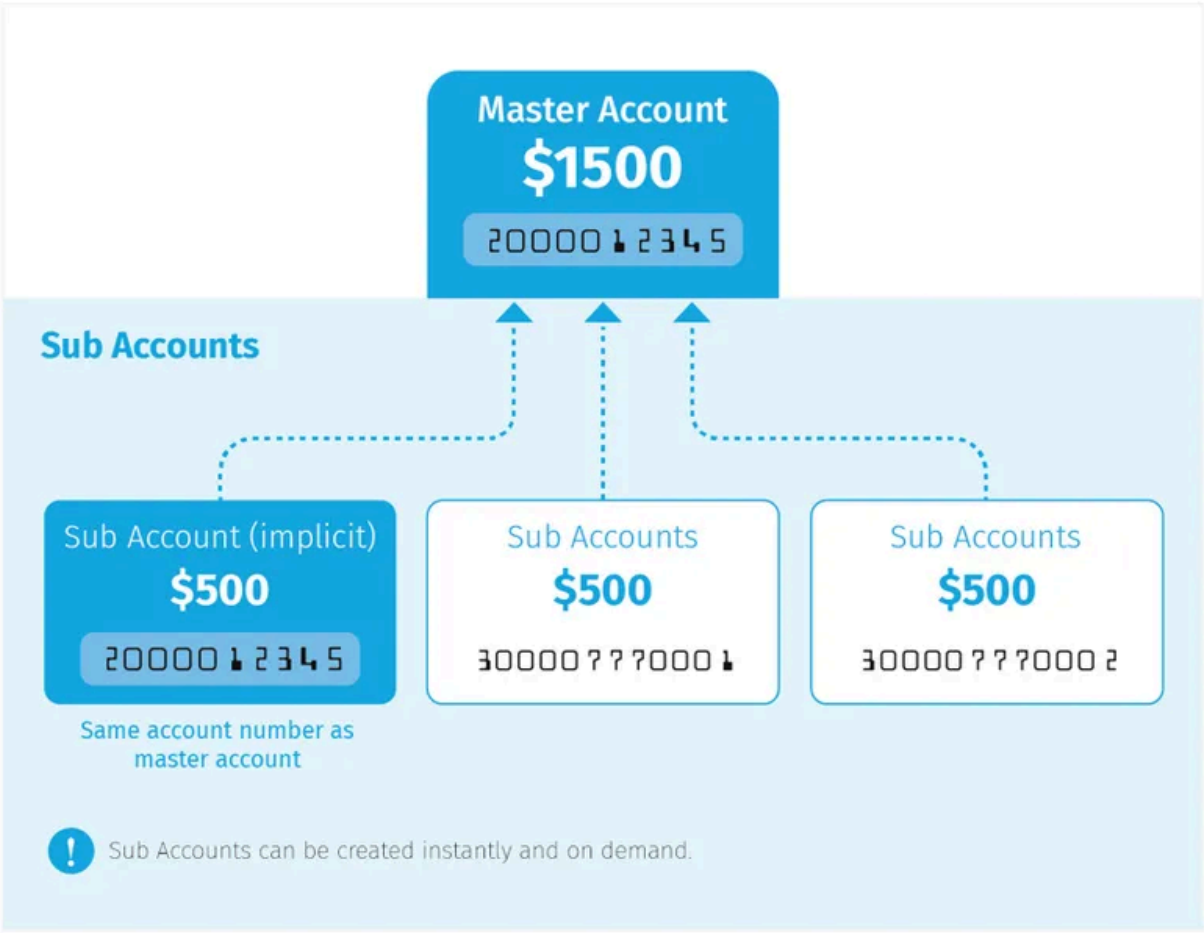 Master Account
$1500
2000012345
Sub Accounts
Sub Account (implicit)
$500
2000012345
Same account number as
master account
Sub Accounts
$500
300007770001
Sub Accounts
$500
300007770002
! Sub Accounts can be created instantly and on demand.